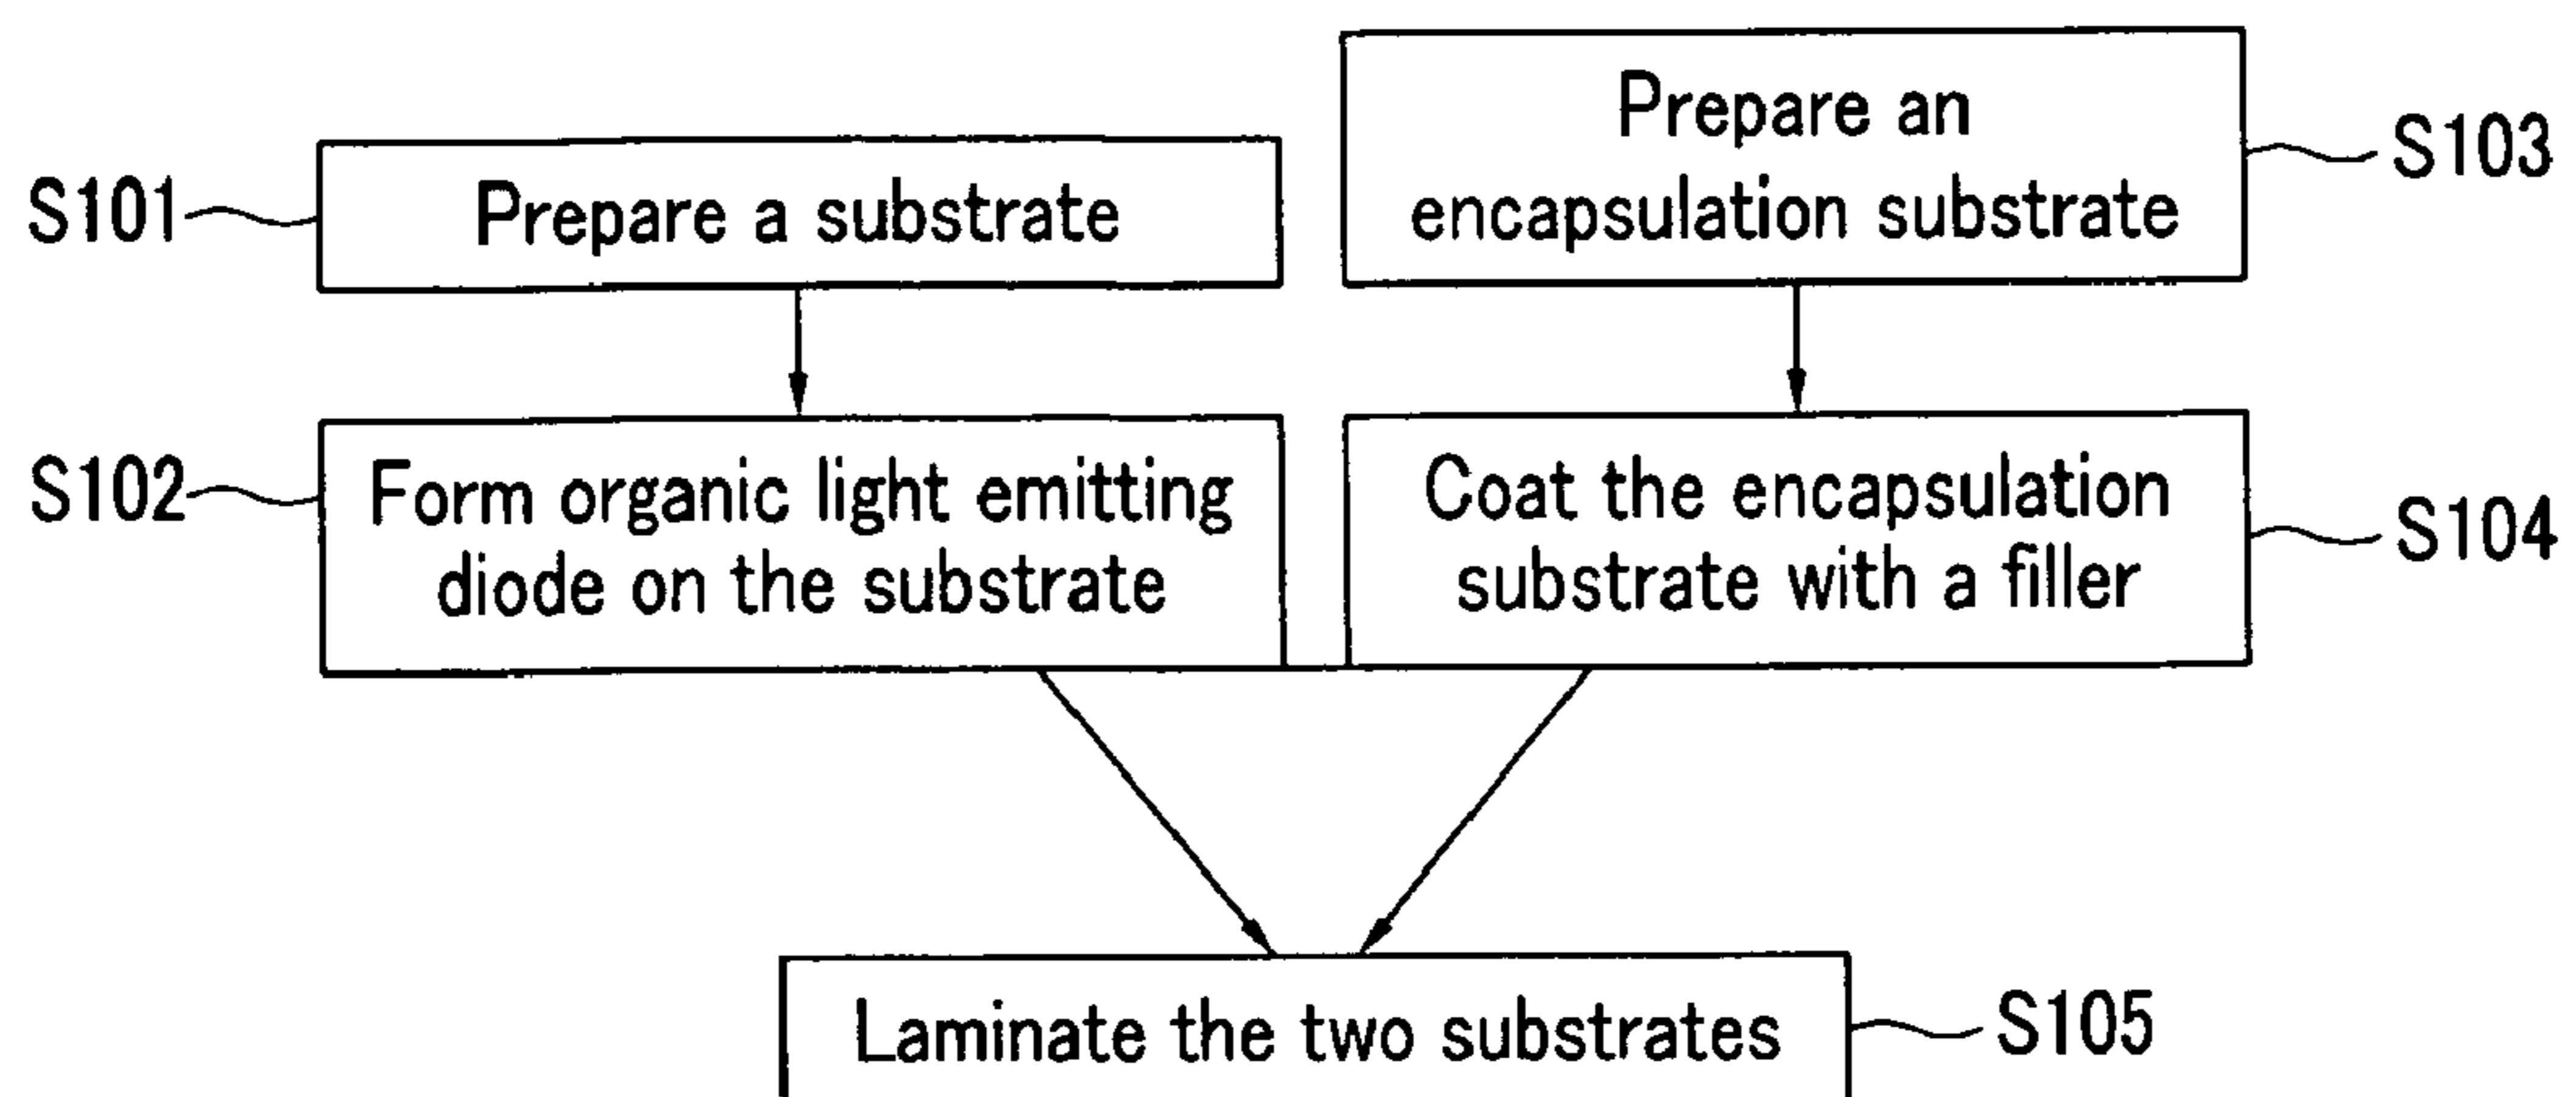 S101
Prepare a substrate
Prepare an
encapsulation substrate
S103
S102
Form organic light emitting
diode on the substrate
Coat the encapsulation
substrate with a filler
S104
Laminate the two substrates
S105